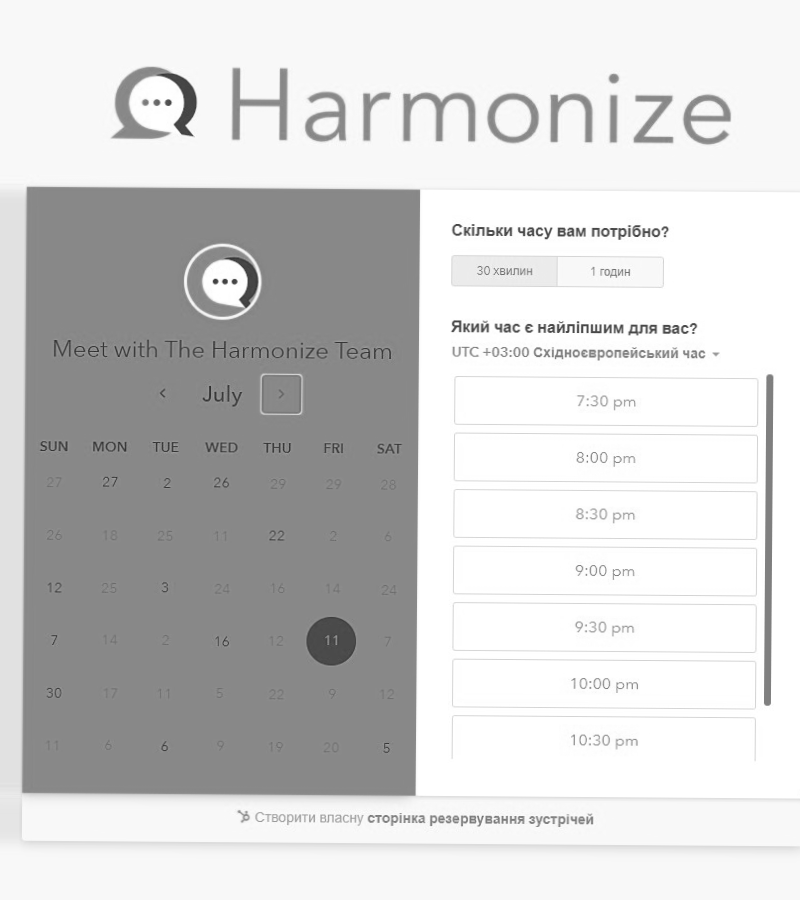 Harmonize
Meet with The Harmonize Team
July
SUN MON TUE WED THU FRI SAT
27 27 2 26 29 29 28
26 18 25 11 22 2 6
12 25 3 24 16 14 24
7 14 2 16 12 11 7
30 17 11 5 22 9 12
11 6 6 9 19 20 5
Скільки часу вам потрібно?
30 хвилин 1 годин
Який час є найліпшим для вас?
UTC +03:00 Східноєвропейський час
7:30 pm
8:00 pm
8:30 pm
9:00 pm
9:30 pm
10:00 pm
10:30 pm
Створити власну сторінка резервування зустрічей